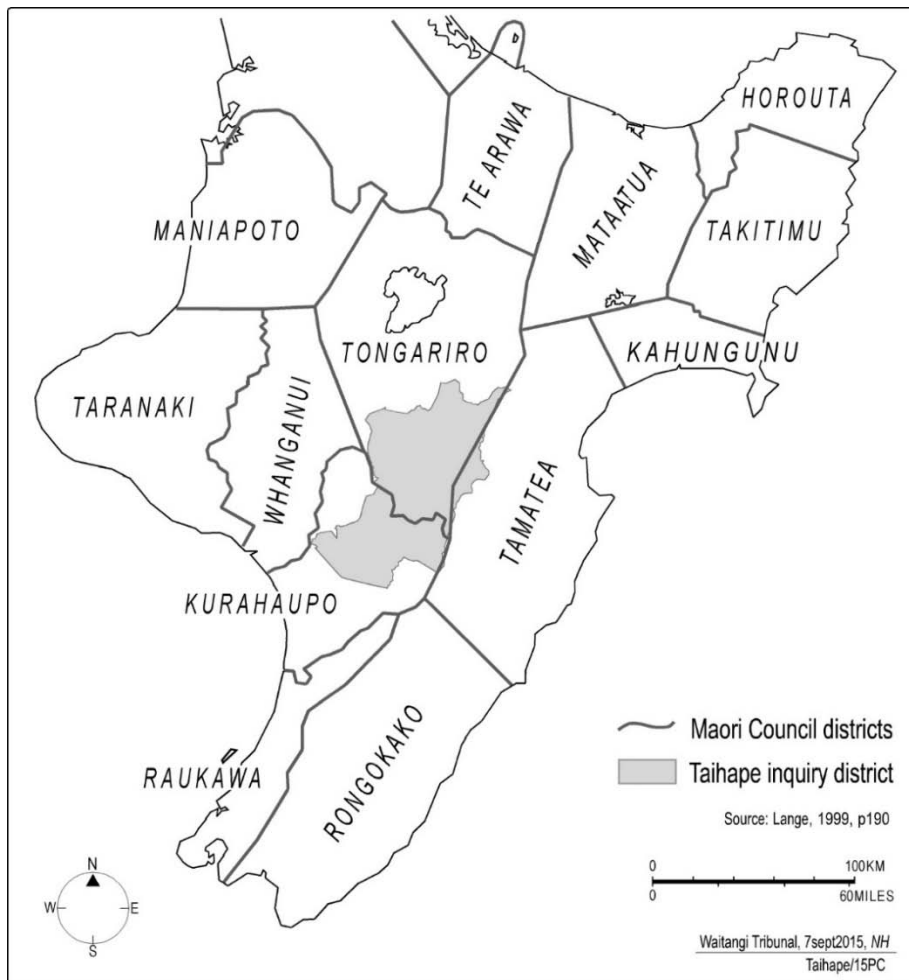 HOROUTA
TE ARAWA
MATAATUA
MANIAPOTO
TAKITIMU
TONGARIRO
KAHUNGUNU
TARANAKI
WHANGANUI
TAMATEA
KURAHAUPO
RAUKAWA
RONGOKAKO
Maori Council districts
Taihape inquiry district
Source: Lange, 1999, p190
0 100KM
0 60MILES
N
W E
S
Waitangi Tribunal, 7sept2015, NH
Taihape/15PC